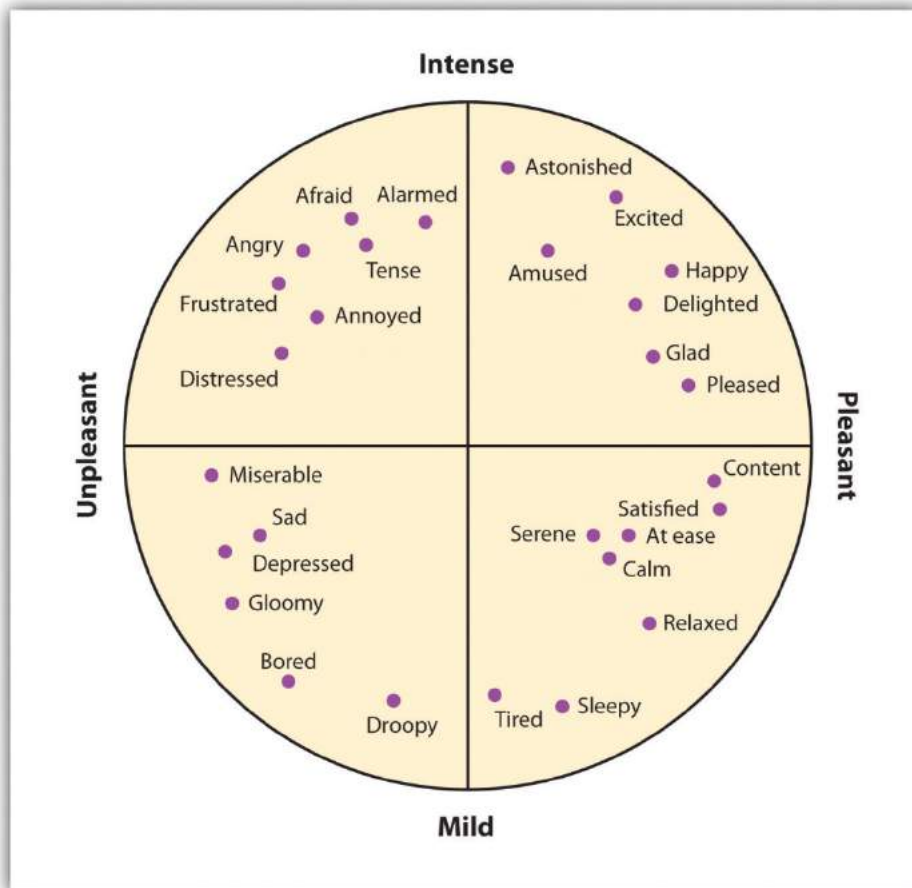 Intense
Astonished
Afraid
Alarmed
Excited
Angry
Tense
Amused
Happy
Frustrated
Delighted
Annoyed
Glad
Distressed
Pleased
Unpleasant
Pleasant
Content
Miserable
Satisfied
Sad
Serene
At ease
Depressed
Calm
Gloomy
Relaxed
Bored
Sleepy
Tired
Droopy
Mild